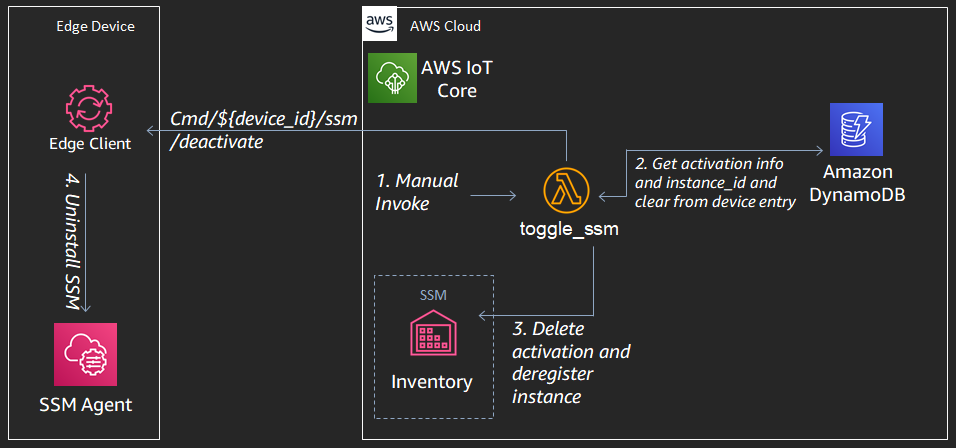 Edge Device
aws
AWS Cloud
AWS IoT
Core
Cmd/${device_id}/ssm
/deactivate
Edge Client
1. Manual
Invoke
toggle_ssm
2. Get activation info
and instance_id and
clear from device entry
Amazon
DynamoDB
4. Uninstall SSM
SSM
Inventory
3. Delete
activation and
deregister
instance
SSM Agent